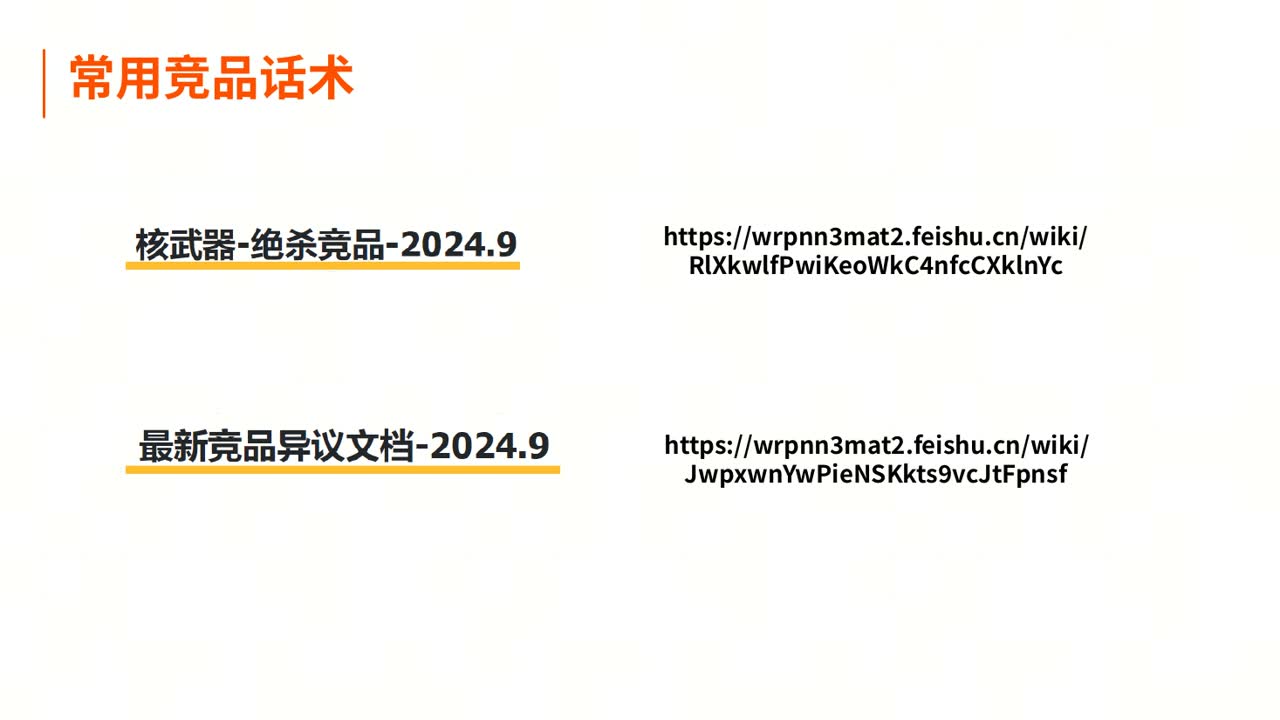 常用竞品话术
核武器-绝杀竞品-2024.9
https://wrpnn3mat2.feishu.cn/wiki/
RlXkwlfPwiKeoWkC4nfcCXklnYc
最新竞品异议文档-2024.9
https://wrpnn3mat2.feishu.cn/wiki/
JwpxwnYwPieNSKkts9vcJtFpnsf